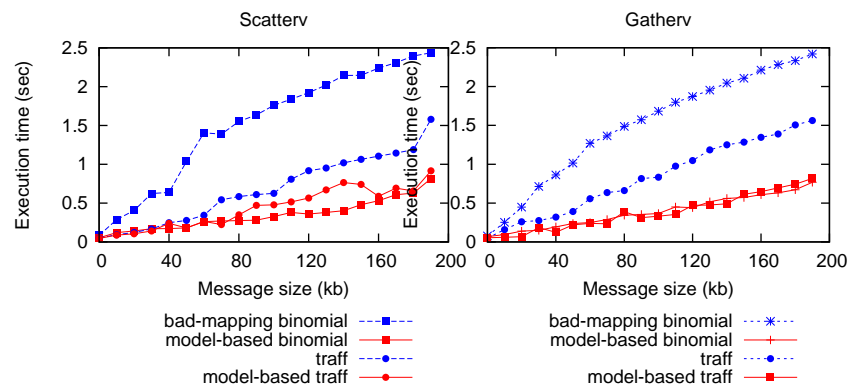 Scatterv
Gatherv
Execution time (sec)
2.5
2
1.5
1
0.5
0
0 40 80 120 160 200
Message size (kb)
bad-mapping binomial
model-based binomial
traff
model-based traff
Execution time (sec)
2.5
2
1.5
1
0.5
0
0 40 80 120 160 200
Message size (kb)
bad-mapping binomial
model-based binomial
traff
model-based traff